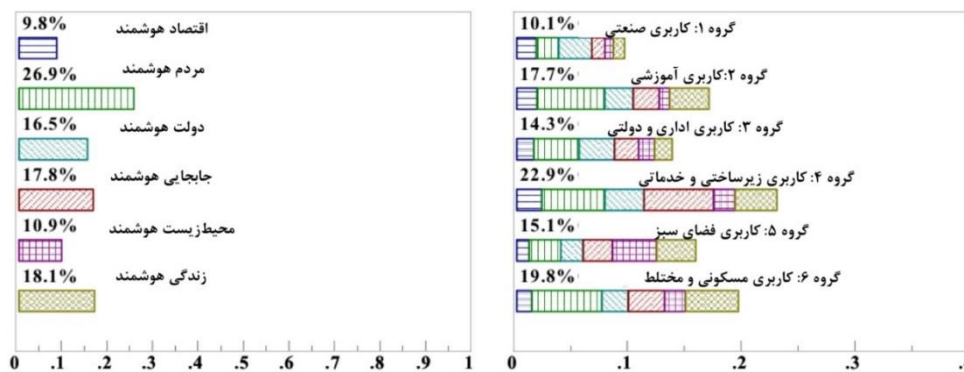 9.8% اقتصاد هوشمند
26.9% مردم هوشمند
16.5% دولت هوشمند
17.8% جابجایی هوشمند
10.9% محیط‌زیست هوشمند
18.1% زندگی هوشمند
0 .1 .2 .3 .4 .5 .6 .7 .8 .9 1
10.1% گروه ۱: کاربری صنعتی
17.7% گروه ۲:کاربری آموزشی
14.3% گروه ۳: کاربری اداری و دولتی
22.9% گروه ۴: کاربری زیرساختی و خدماتی
15.1% گروه ۵: کاربری فضای سبز
19.8% گروه ۶: کاربری مسکونی و مختلط
0 .1 .2 .3